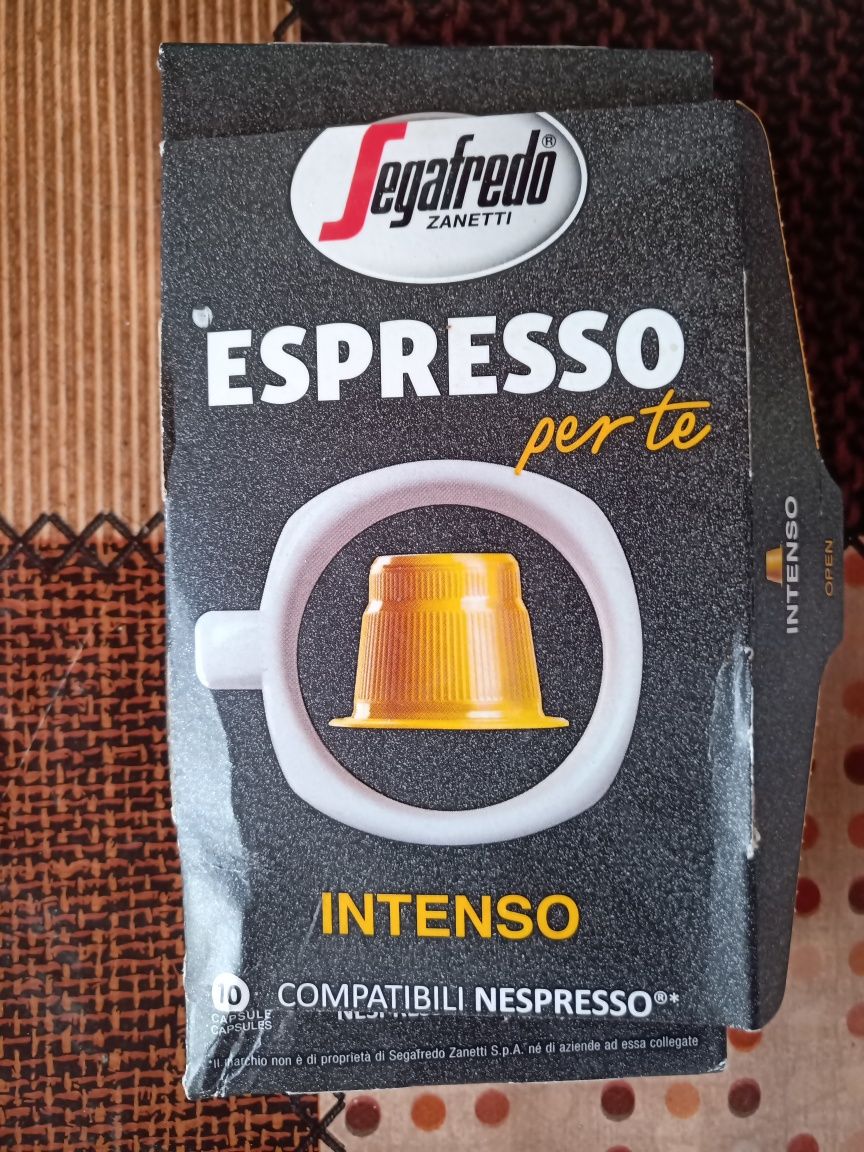 Segafredo®
ZANETTI
ESPRESSO
per te
INTENSO
OPEN
INTENSO
10
CAPSULE
CAPSULES
COMPATIBILI NESPRESSO®*
*Il marchio non è di proprietà di Segafredo Zanetti S.p.A. né di aziende ad essa collegate